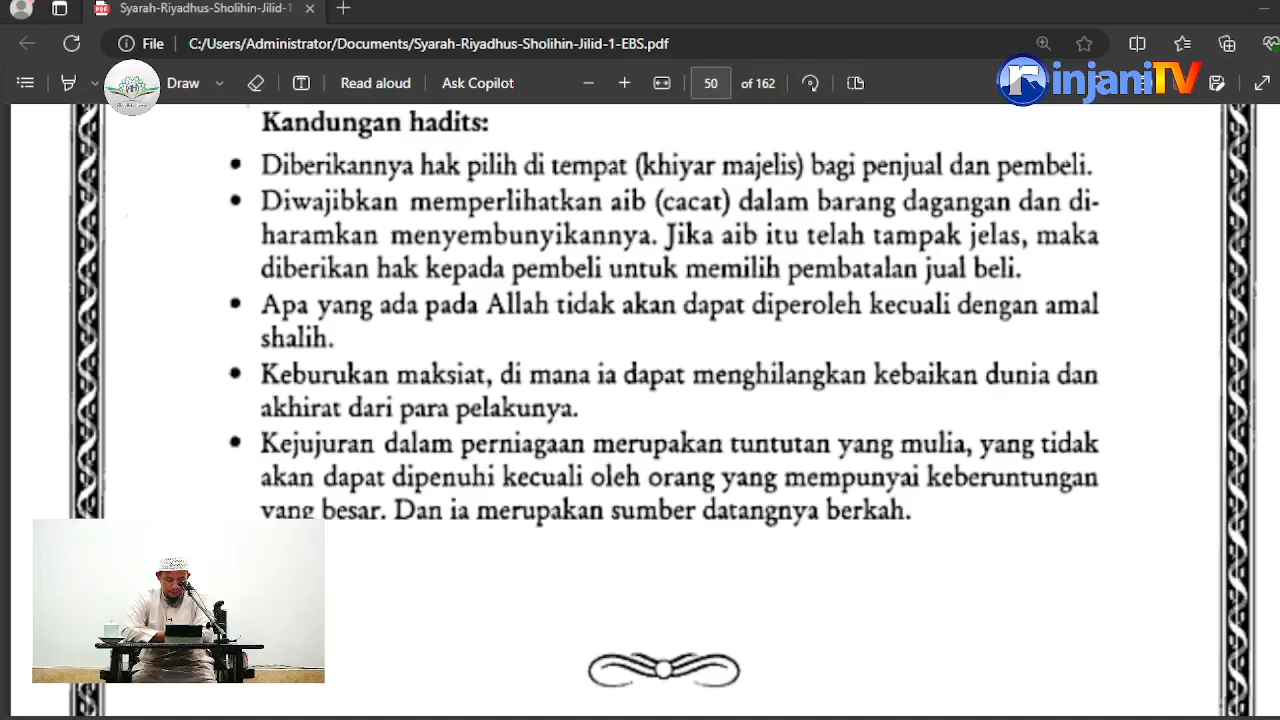 Syarah-Riyadhus-Sholihin-Jilid-1-
File C:/Users/Administrator/Documents/Syarah-Riyadhus-Sholihin-Jilid-1-EBS.pdf
Draw Read aloud Ask Copilot 50 of 162
injaniTV
Kandungan hadits:
• Diberikannya hak pilih di tempat (khiyar majelis) bagi penjual dan pembeli.
• Diwajibkan memperlihatkan aib (cacat) dalam barang dagangan dan di-
haramkan menyembunyikannya. Jika aib itu telah tampak jelas, maka
diberikan hak kepada pembeli untuk memilih pembatalan jual beli.
• Apa yang ada pada Allah tidak akan dapat diperoleh kecuali dengan amal
shalih.
• Keburukan maksiat, di mana ia dapat menghilangkan kebaikan dunia dan
akhirat dari para pelakunya.
• Kejujuran dalam perniagaan merupakan tuntutan yang mulia, yang tidak
akan dapat dipenuhi kecuali oleh orang yang mempunyai keberuntungan
yang besar. Dan ia merupakan sumber datangnya berkah.